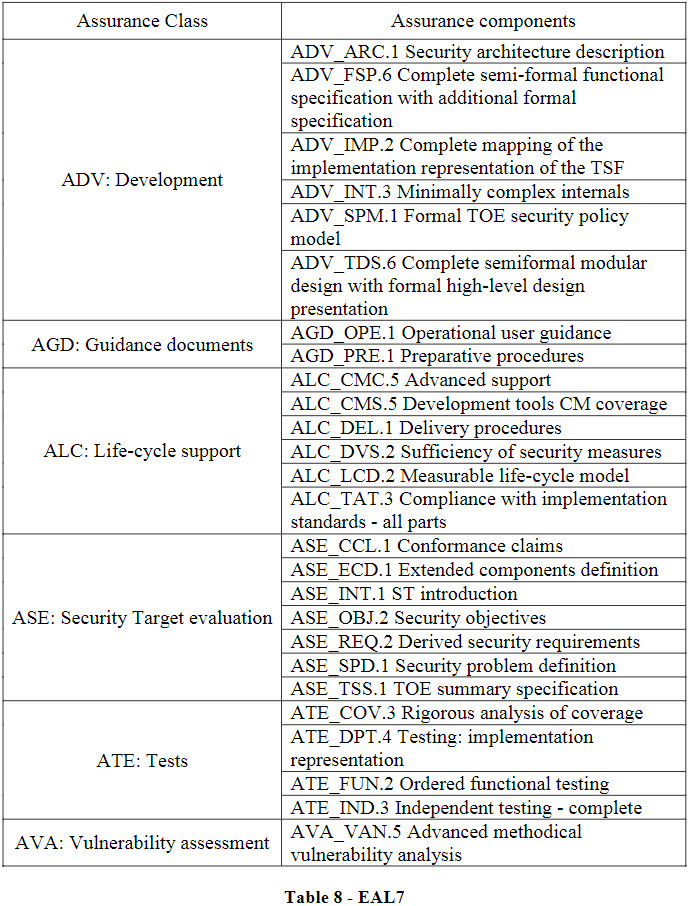 Assurance Class Assurance components
ADV: Development
ADV_ARC.1 Security architecture description
ADV_FSP.6 Complete semi-formal functional
specification with additional formal
specification
ADV_IMP.2 Complete mapping of the
implementation representation of the TSF
ADV_INT.3 Minimally complex internals
ADV_SPM.1 Formal TOE security policy
model
ADV_TDS.6 Complete semiformal modular
design with formal high-level design
presentation
AGD: Guidance documents
AGD_OPE.1 Operational user guidance
AGD_PRE.1 Preparative procedures
ALC: Life-cycle support
ALC_CMC.5 Advanced support
ALC_CMS.5 Development tools CM coverage
ALC_DEL.1 Delivery procedures
ALC_DVS.2 Sufficiency of security measures
ALC_LCD.2 Measurable life-cycle model
ALC_TAT.3 Compliance with implementation
standards - all parts
ASE: Security Target evaluation
ASE_CCL.1 Conformance claims
ASE_ECD.1 Extended components definition
ASE_INT.1 ST introduction
ASE_OBJ.2 Security objectives
ASE_REQ.2 Derived security requirements
ASE_SPD.1 Security problem definition
ASE_TSS.1 TOE summary specification
ATE: Tests
ATE_COV.3 Rigorous analysis of coverage
ATE_DPT.4 Testing: implementation
representation
ATE_FUN.2 Ordered functional testing
ATE_IND.3 Independent testing - complete
AVA: Vulnerability assessment
AVA_VAN.5 Advanced methodical
vulnerability analysis
Table 8 - EAL7